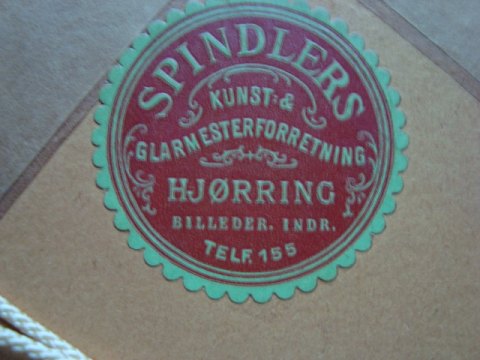 SPINDLERS
KUNST- &
GLARMESTERFORRETNING
HJØRRING
BILLEDER. INDR.
TELF. 155